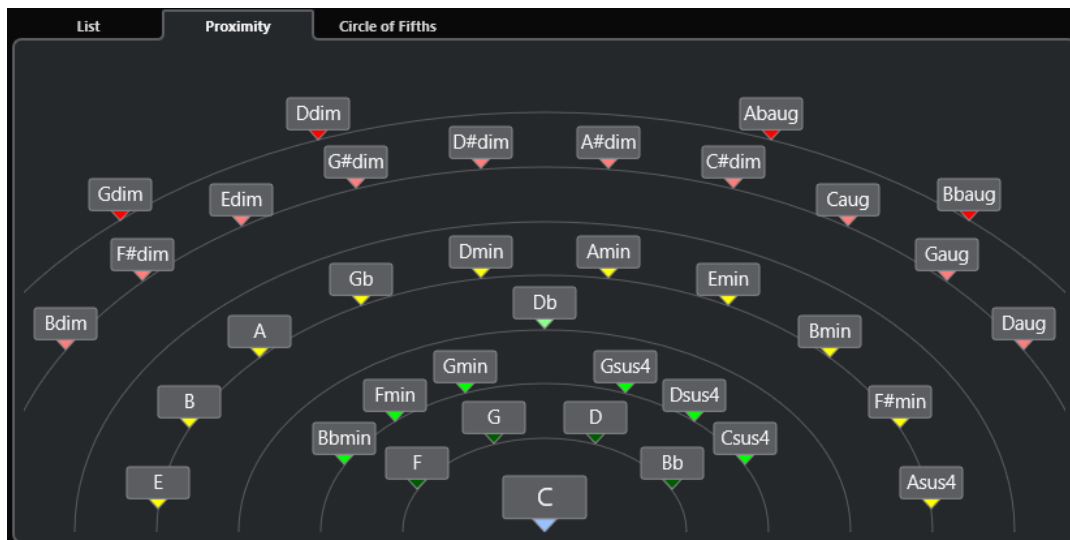 List Proximity Circle of Fifths
Ddim Abaug
D#dim A#dim
G#dim C#dim
Gdim Edim Caug Bbaug
F#dim Dmin Amin Gaug
Gb Emin
Bdim A Db Bmin Daug
Gmin Gsus4
B Fmin Dsus4 F#min
G D
Bbmin Csus4
F Bb
E C Asus4